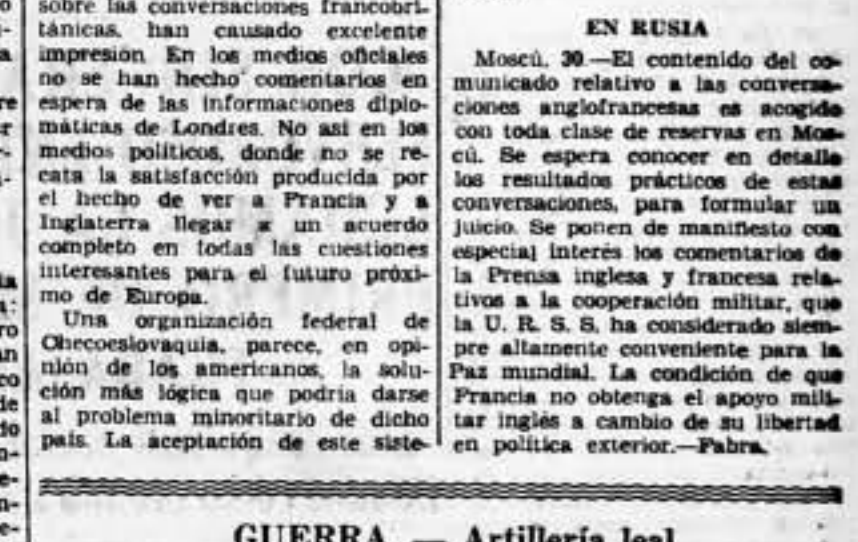 sobre las conversaciones francobri-
tánicas, han causado excelente
impresión En los medios oficiales
no se han hecho comentarios en
espera de las informaciones diplo-
máticas de Londres. No así en los
medios políticos, donde no se re-
cata la satisfacción producida por
el hecho de ver a Francia y a
Inglaterra llegar a un acuerdo
completo en todas las cuestiones
interesantes para el futuro próxi-
mo de Europa.
Una organización federal de
Checoeslovaquia, parece, en opi-
nión de los americanos, la solu-
ción más lógica que podría darse
al problema minoritario de dicho
país. La aceptación de este siste-
EN RUSIA
Moscú, 30.—El contenido del co-
municado relativo a las conversa-
ciones anglofrancesas es acogido
con toda clase de reservas en Mos-
cú. Se espera conocer en detalle
los resultados prácticos de estas
conversaciones, para formular un
juicio. Se ponen de manifiesto con
especial interés los comentarios de
la Prensa inglesa y francesa rela-
tivos a la cooperación militar, que
la U. R. S. S. ha considerado siem-
pre altamente conveniente para la
Paz mundial. La condición de que
Francia no obtenga el apoyo mili-
tar inglés a cambio de su libertad
en política exterior.—Fabra.
GUERRA. — Artillería leal